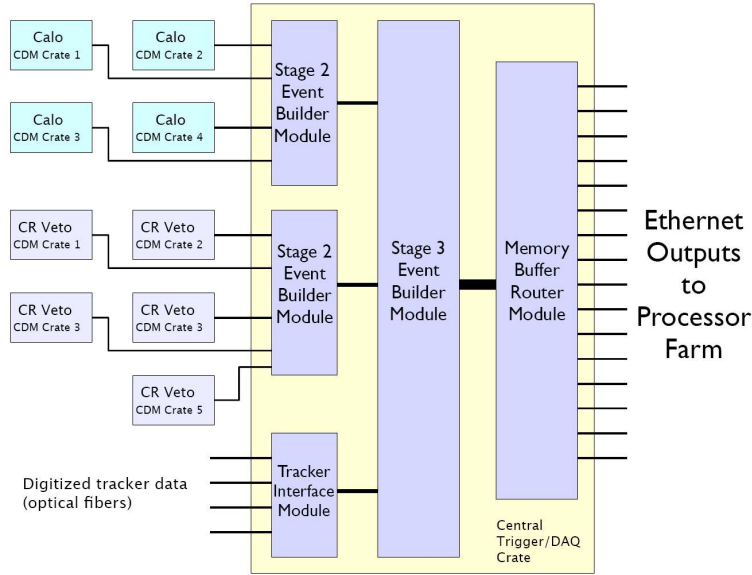 Calo
CDM Crate 1
Calo
CDM Crate 2
Calo
CDM Crate 3
Calo
CDM Crate 4
CR Veto
CDM Crate 1
CR Veto
CDM Crate 2
CR Veto
CDM Crate 3
CR Veto
CDM Crate 3
CR Veto
CDM Crate 5
Digitized tracker data
(optical fibers)
Stage 2
Event
Builder
Module
Stage 2
Event
Builder
Module
Tracker
Interface
Module
Stage 3
Event
Builder
Module
Memory
Buffer
Router
Module
Central
Trigger/DAQ
Crate
Ethernet
Outputs
to
Processor
Farm